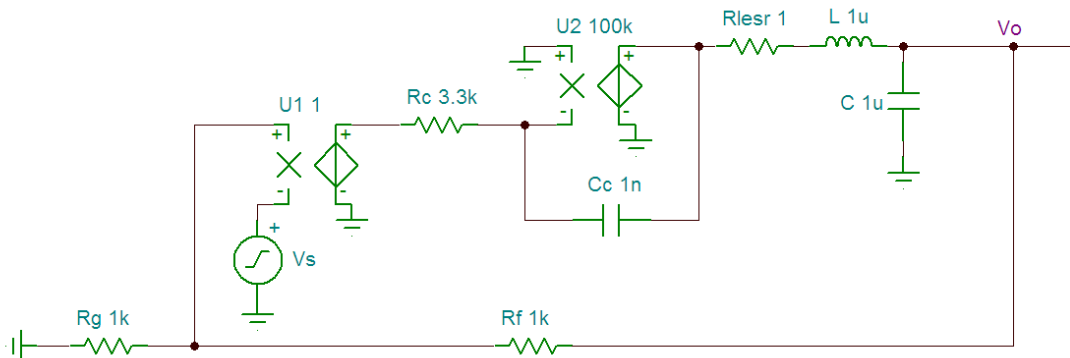 U2 100k
Rlesr 1
L 1u
Vo
+
+
-
-
U1 1
Rc 3.3k
C 1u
+
+
-
-
Cc 1n
+
Vs
Rg 1k
Rf 1k